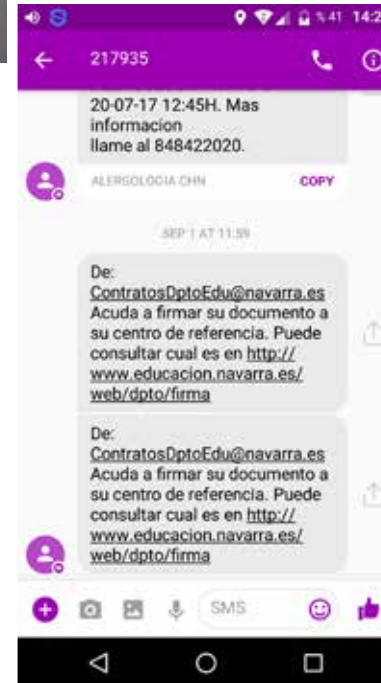 %41 14:2
217935
20-07-17 12:45H. Mas
informacion
llame al 848422020.
ALERGOLOGIA CHN COPY
SEP 1 AT 11:59
De:
ContratosDptoEdu@navarra.es
Acuda a firmar su documento a
su centro de referencia. Puede
consultar cual es en http://
www.educacion.navarra.es/
web/dpto/firma
De:
ContratosDptoEdu@navarra.es
Acuda a firmar su documento a
su centro de referencia. Puede
consultar cual es en http://
www.educacion.navarra.es/
web/dpto/firma
SMS